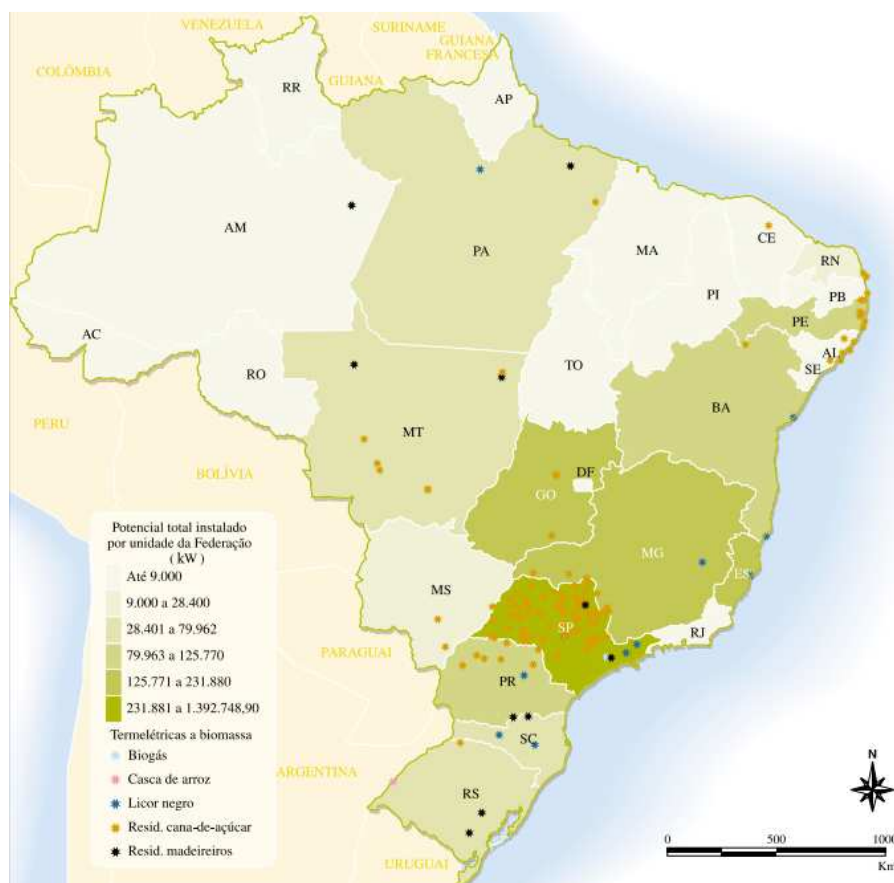 VENEZUELA
SURINAME
GUIANA
FRANCESA
COLÔMBIA
GUIANA
RR
AP
AM
PA
MA
CE
RN
PB
PI
PE
AL
SE
AC
RO
TO
BA
PERU
MT
BOLÍVIA
DF
GO
MG
ES
MS
SP
RJ
PARAGUAI
PR
SC
ARGENTINA
RS
URUGUAI
Potencial total instalado
por unidade da Federação
( kW )
Até 9.000
9.000 a 28.400
28.401 a 79.962
79.963 a 125.770
125.771 a 231.880
231.881 a 1.392.748,90
Termelétricas a biomassa
Biogás
Casca de arroz
Licor negro
Resid. cana-de-açúcar
Resid. madeireiros
N
0 500 1000
Km